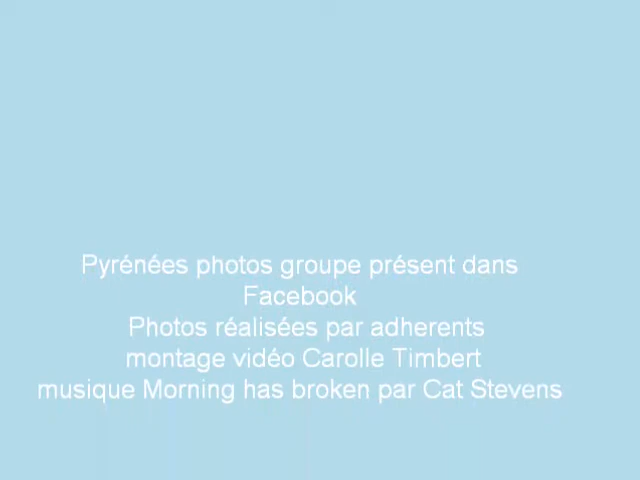 Pyrénées photos groupe présent dans
Facebook
Photos réalisées par adherents
montage vidéo Carolle Timbert
musique Morning has broken par Cat Stevens